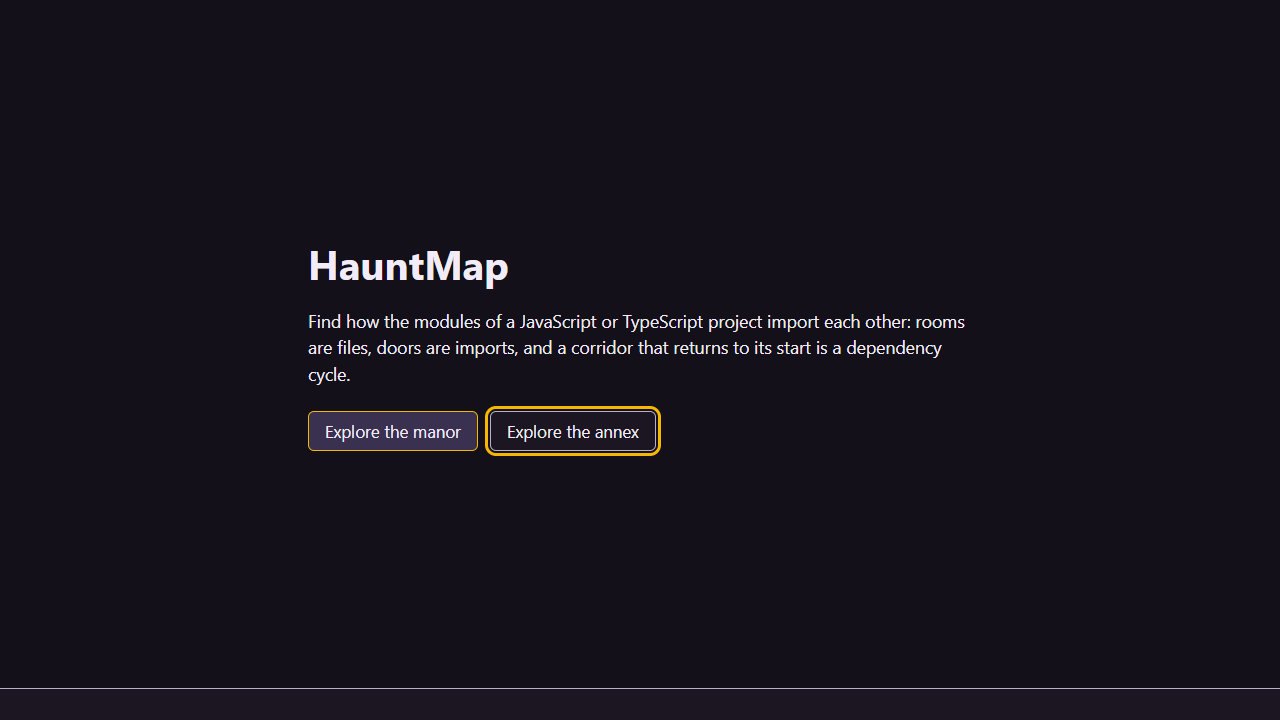 HauntMap
Find how the modules of a JavaScript or TypeScript project import each other: rooms
are files, doors are imports, and a corridor that returns to its start is a dependency
cycle.
Explore the manor
Explore the annex